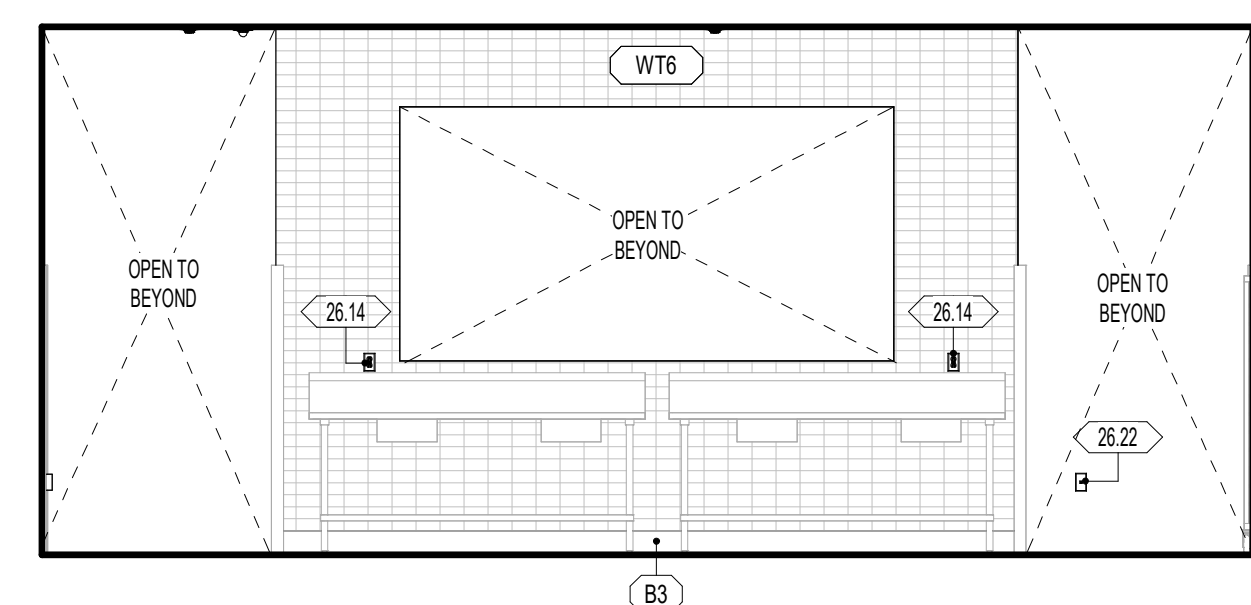 WT6
OPEN TO
BEYOND
OPEN TO
BEYOND
OPEN TO
BEYOND
26.14
26.14
26.22
B3